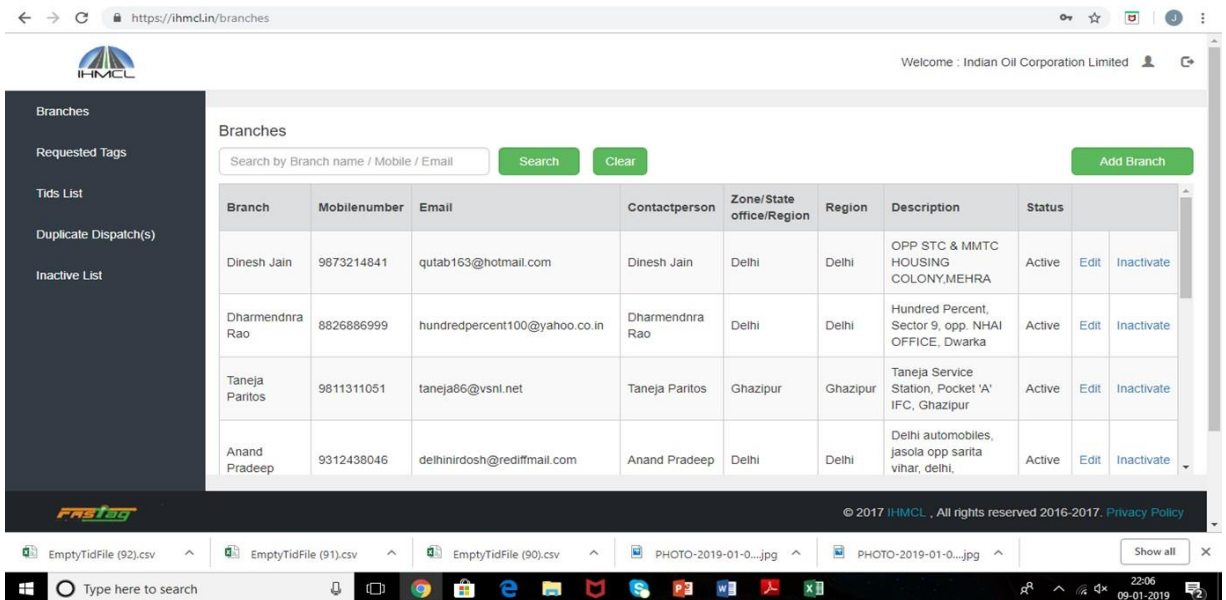 https://ihmcl.in/branches
J
IHMCL
Welcome : Indian Oil Corporation Limited
Branches
Requested Tags
Tids List
Duplicate Dispatch(s)
Inactive List
Branches
Search by Branch name / Mobile / Email Search Clear Add Branch
Branch Mobilenumber Email Contactperson Zone/State office/Region Region Description Status
Dinesh Jain 9873214841 qutab163@hotmail.com Dinesh Jain Delhi Delhi OPP STC & MMTC HOUSING COLONY,MEHRA Active Edit Inactivate
Dharmendnra Rao 8826886999 hundredpercent100@yahoo.co.in Dharmendnra Rao Delhi Delhi Hundred Percent, Sector 9, opp. NHAI OFFICE, Dwarka Active Edit Inactivate
Taneja Paritos 9811311051 taneja86@vsnl.net Taneja Paritos Ghazipur Ghazipur Taneja Service Station, Pocket 'A' IFC, Ghazipur Active Edit Inactivate
Anand Pradeep 9312438046 delhinirdosh@rediffmail.com Anand Pradeep Delhi Delhi Delhi automobiles, jasola opp sarita vihar, delhi, Active Edit Inactivate
FASTag
© 2017 IHMCL , All rights reserved 2016-2017. Privacy Policy
EmptyTidFile (92).csv EmptyTidFile (91).csv EmptyTidFile (90).csv PHOTO-2019-01-0....jpg PHOTO-2019-01-0....jpg Show all
Type here to search
22:06
09-01-2019